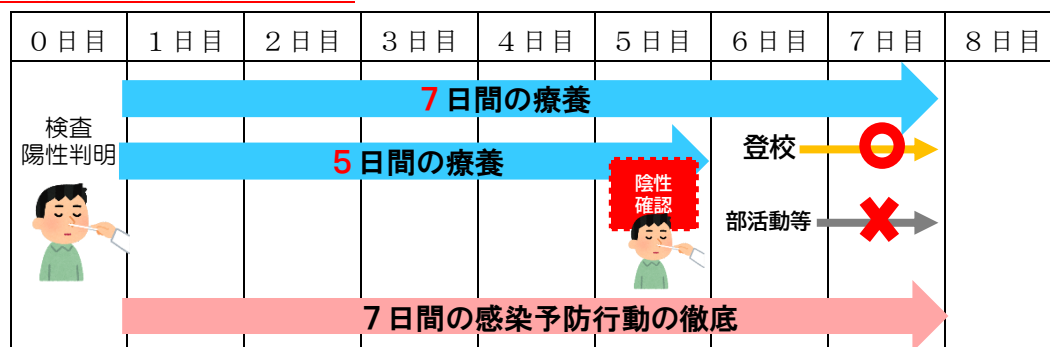 ０日目 １日目 ２日目 ３日目 ４日目 ５日目 ６日目 ７日目 ８日目
７日間の療養
検査
陽性判明
５日間の療養
陰性
確認
登校
部活動等
７日間の感染予防行動の徹底